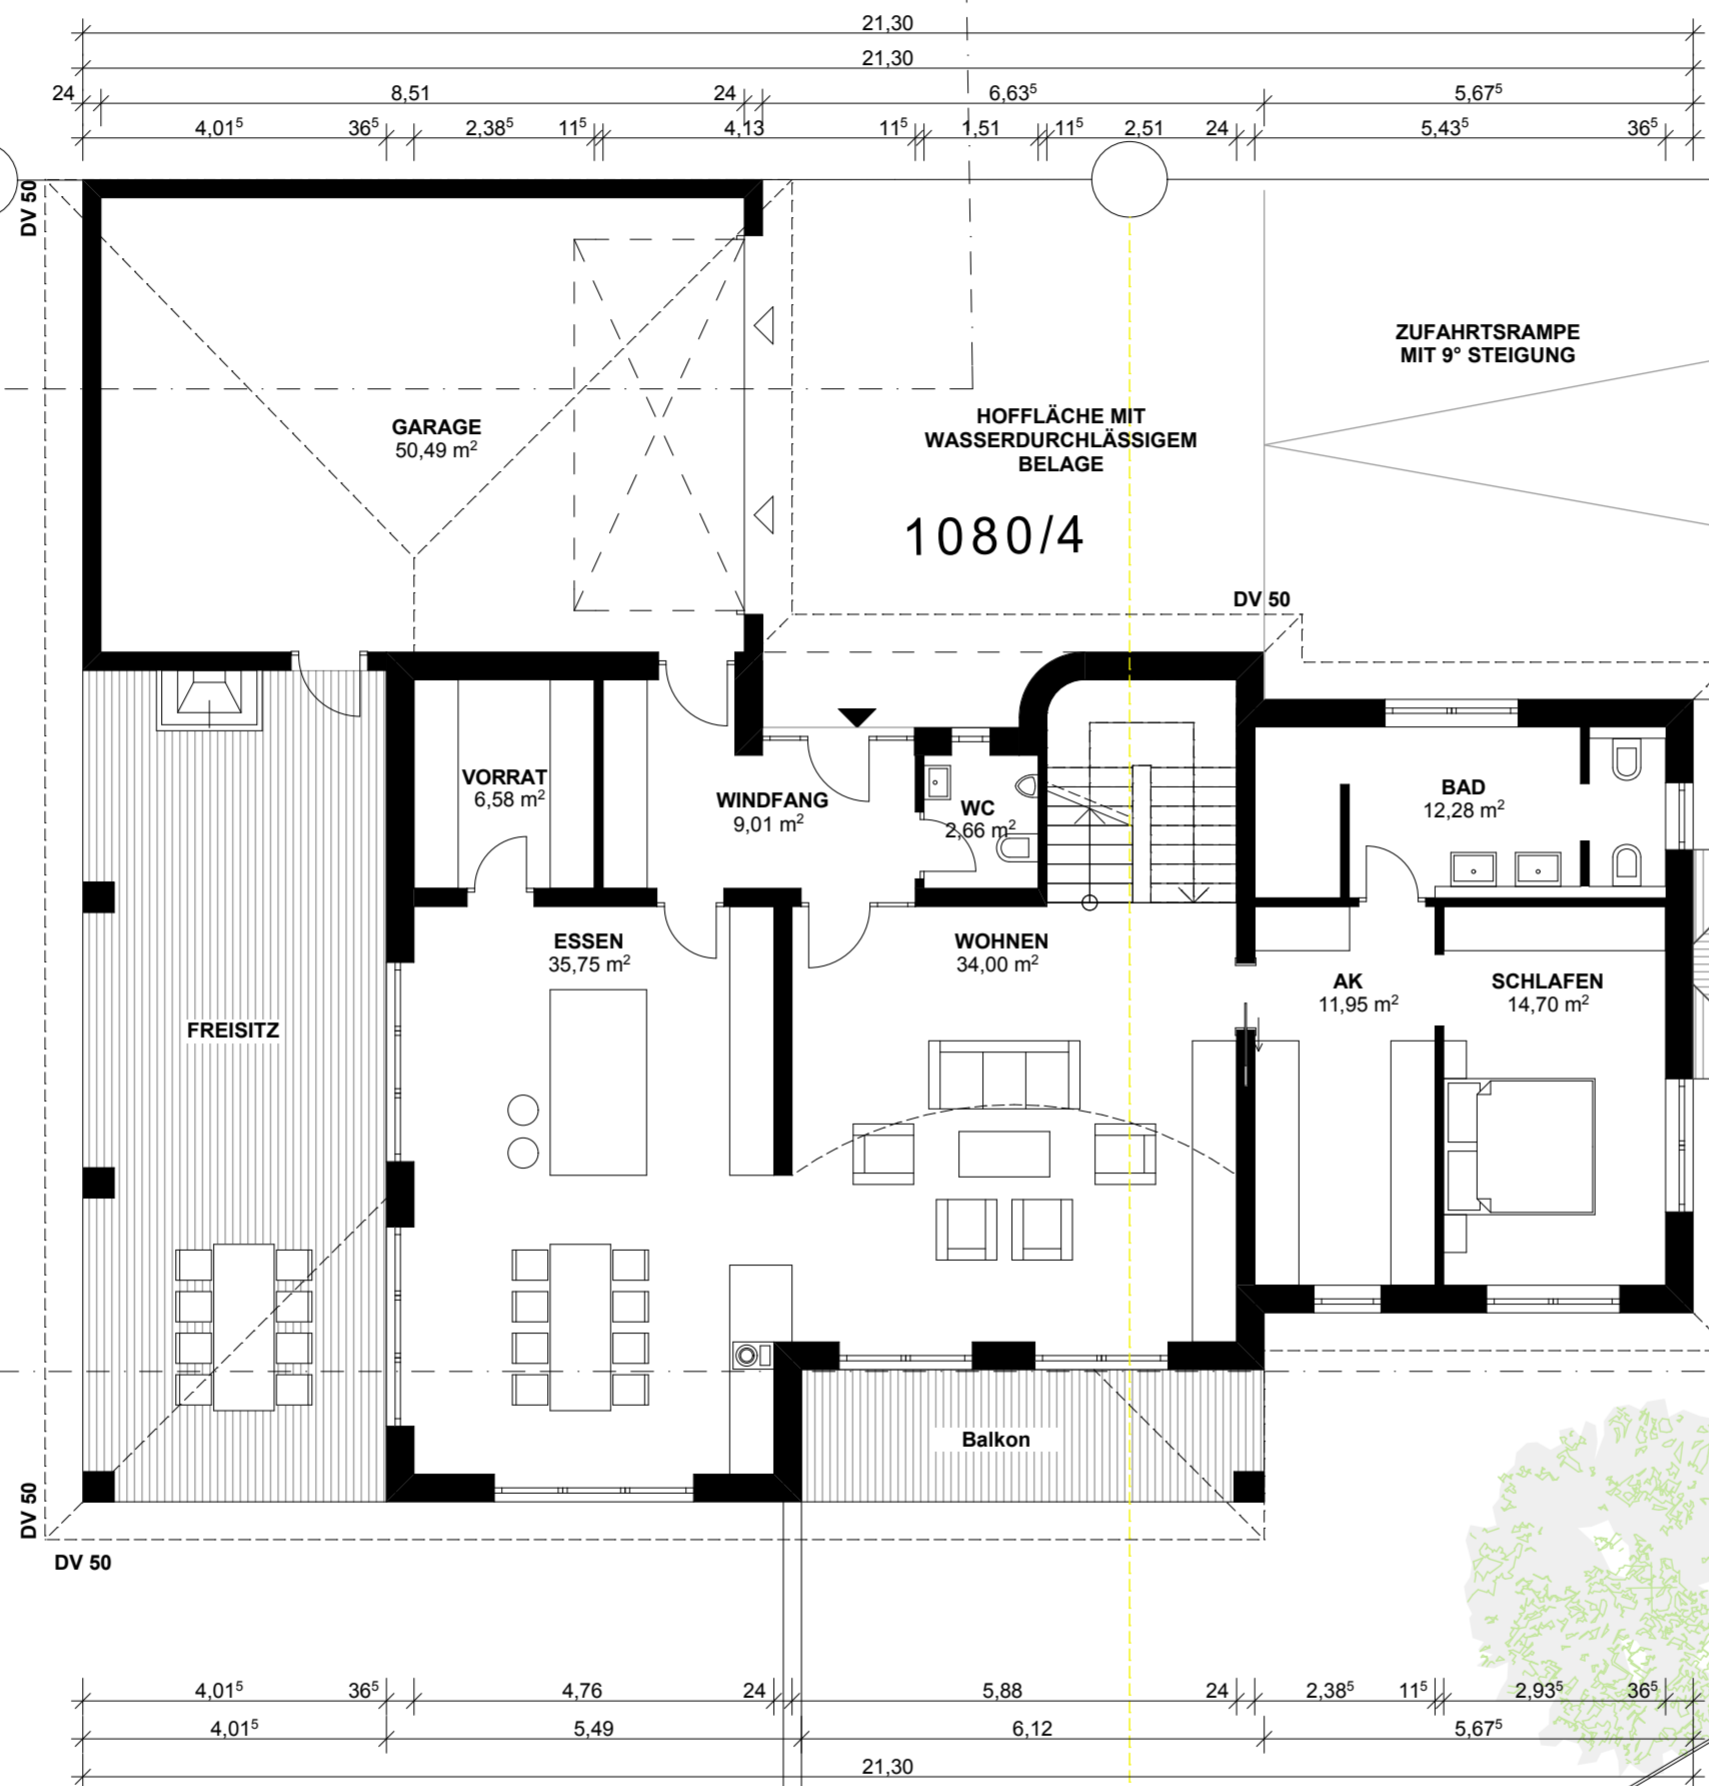 21,30
21,30
24 8,51 24 6,63⁵ 5,67⁵
4,01⁵ 36⁵ 2,38⁵ 11⁵ 4,13 11⁵ 1,51 11⁵ 2,51 24 5,43⁵ 36⁵
DV 50
ZUFAHRTSRAMPE
MIT 9° STEIGUNG
HOFFLÄCHE MIT
WASSERDURCHLÄSSIGEM
BELAGE
GARAGE
50,49 m²
1080/4
DV 50
VORRAT
6,58 m²
WINDFANG
9,01 m²
WC
2,66 m²
BAD
12,28 m²
ESSEN
35,75 m²
WOHNEN
34,00 m²
AK
11,95 m²
SCHLAFEN
14,70 m²
FREISITZ
Balkon
DV 50
DV 50
4,01⁵ 36⁵ 4,76 24 5,88 24 2,38⁵ 11⁵ 2,93⁵ 36⁵
4,01⁵ 5,49 6,12 5,67⁵
21,30